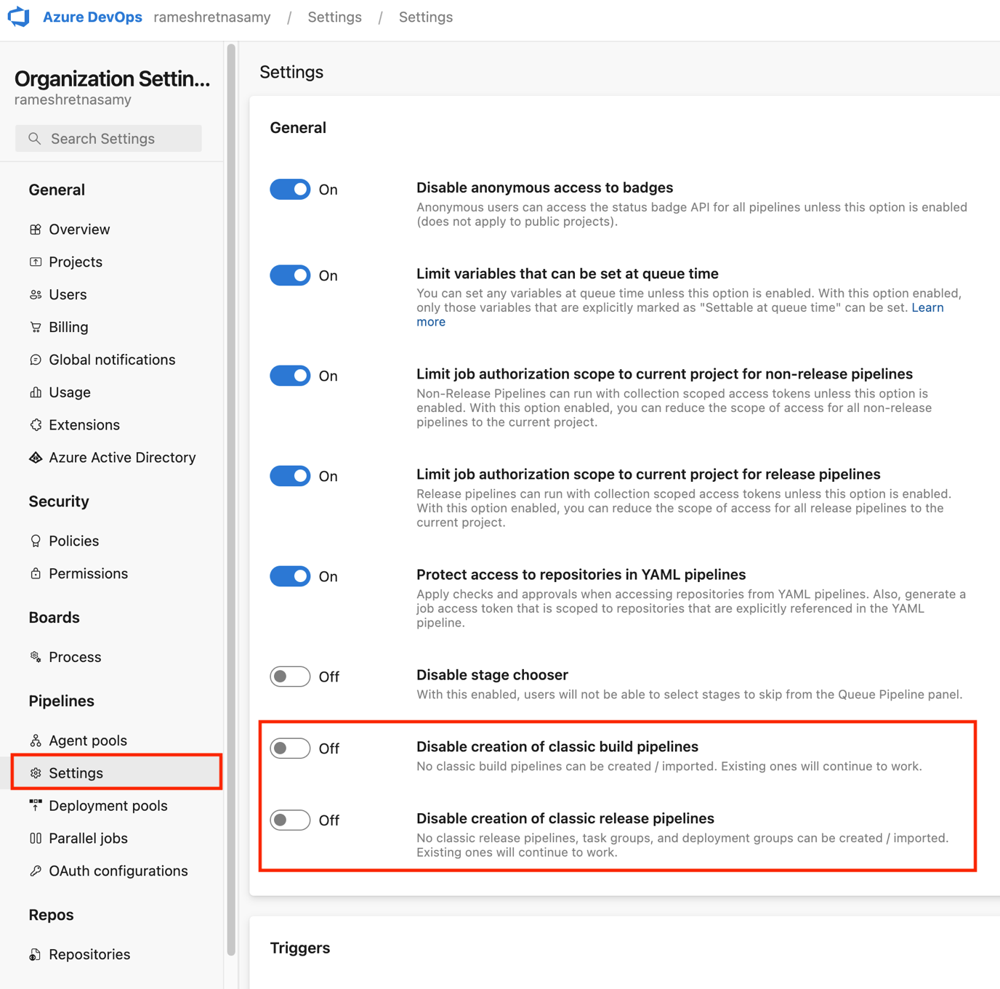 Azure DevOps rameshretnasamy / Settings / Settings
Organization Settin...
rameshretnasamy
Search Settings
General
Overview
Projects
Users
Billing
Global notifications
Usage
Extensions
Azure Active Directory
Security
Policies
Permissions
Boards
Process
Pipelines
Agent pools
Settings
Deployment pools
Parallel jobs
OAuth configurations
Repos
Repositories
Settings
General
On
Disable anonymous access to badges
Anonymous users can access the status badge API for all pipelines unless this option is enabled
(does not apply to public projects).
On
Limit variables that can be set at queue time
You can set any variables at queue time unless this option is enabled. With this option enabled,
only those variables that are explicitly marked as "Settable at queue time" can be set. Learn
more
On
Limit job authorization scope to current project for non-release pipelines
Non-Release Pipelines can run with collection scoped access tokens unless this option is
enabled. With this option enabled, you can reduce the scope of access for all non-release
pipelines to the current project.
On
Limit job authorization scope to current project for release pipelines
Release pipelines can run with collection scoped access tokens unless this option is enabled.
With this option enabled, you can reduce the scope of access for all release pipelines to the
current project.
On
Protect access to repositories in YAML pipelines
Apply checks and approvals when accessing repositories from YAML pipelines. Also, generate a
job access token that is scoped to repositories that are explicitly referenced in the YAML
pipeline.
Off
Disable stage chooser
With this enabled, users will not be able to select stages to skip from the Queue Pipeline panel.
Off
Disable creation of classic build pipelines
No classic build pipelines can be created / imported. Existing ones will continue to work.
Off
Disable creation of classic release pipelines
No classic release pipelines, task groups, and deployment groups can be created / imported.
Existing ones will continue to work.
Triggers